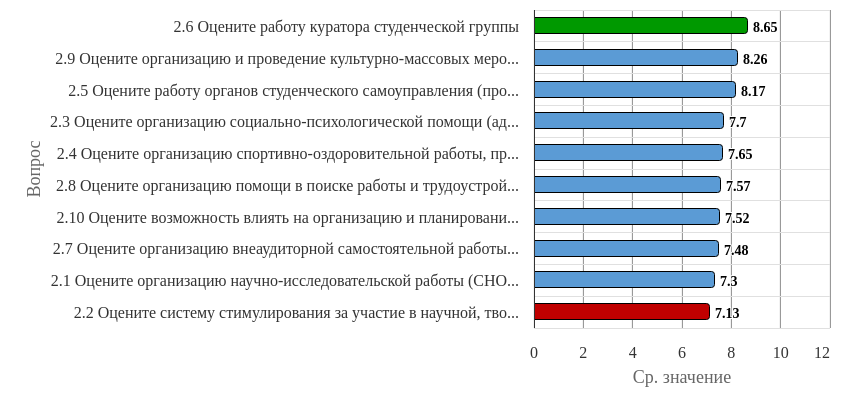 2.6 Оцените работу куратора студенческой группы 8.65
2.9 Оцените организацию и проведение культурно-массовых меро... 8.26
2.5 Оцените работу органов студенческого самоуправления (про... 8.17
2.3 Оцените организацию социально-психологической помощи (ад... 7.7
2.4 Оцените организацию спортивно-оздоровительной работы, пр... 7.65
2.8 Оцените организацию помощи в поиске работы и трудоустрой... 7.57
2.10 Оцените возможность влиять на организацию и планировани... 7.52
2.7 Оцените организацию внеаудиторной самостоятельной работы... 7.48
2.1 Оцените организацию научно-исследовательской работы (СНО... 7.3
2.2 Оцените систему стимулирования за участие в научной, тво... 7.13
Вопрос
0 2 4 6 8 10 12
Ср. значение